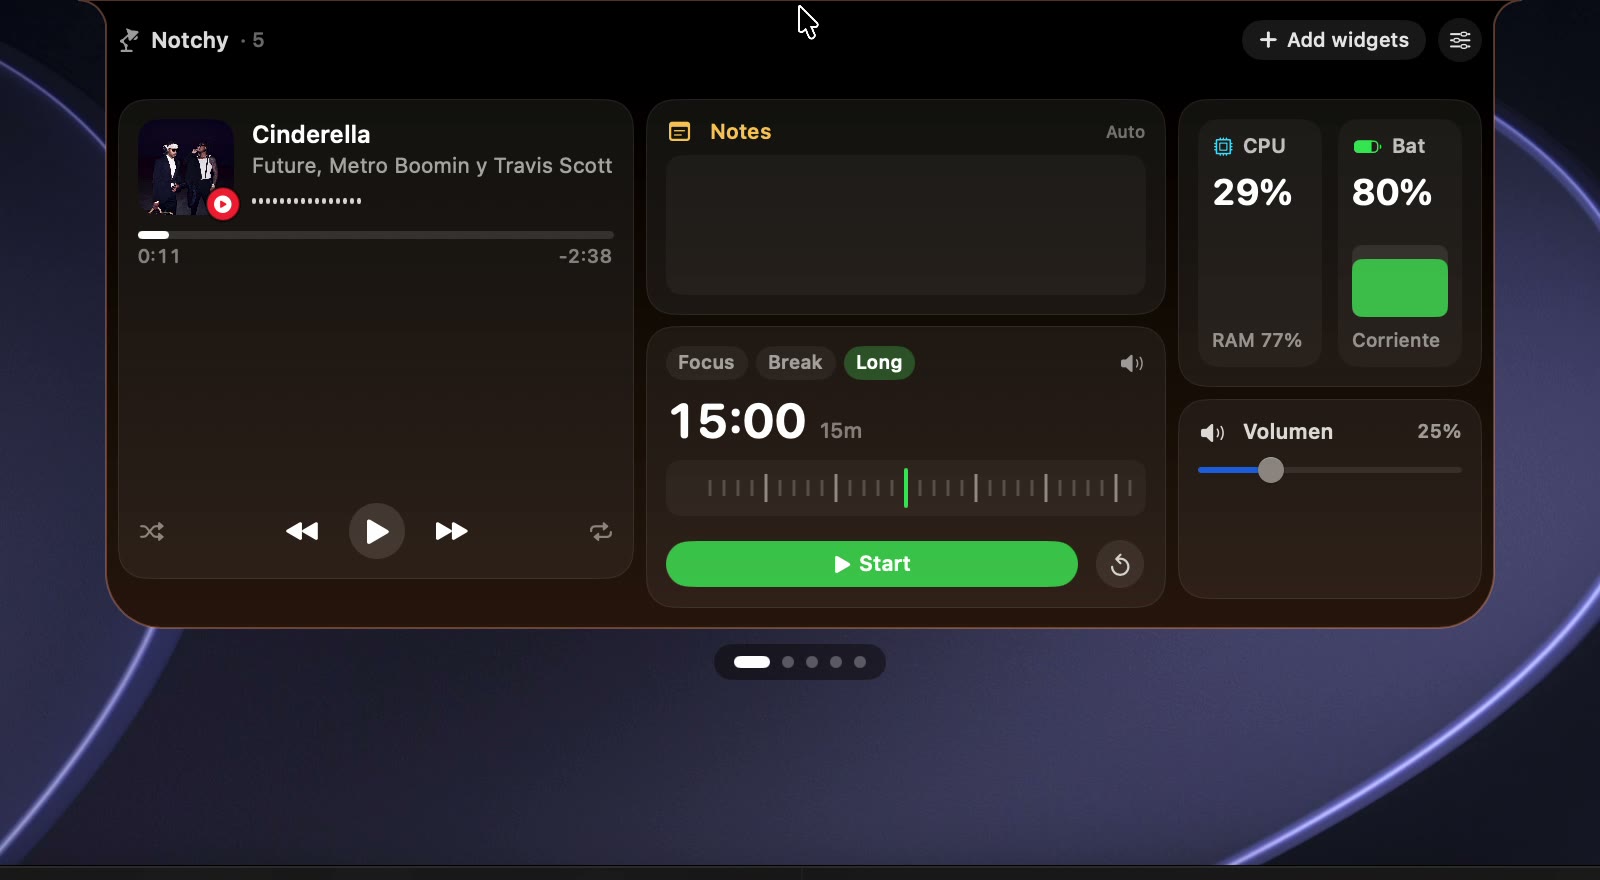 Notchy · 5
+ Add widgets
Cinderella
Future, Metro Boomin y Travis Scott
0:11
-2:38
Notes
Auto
Focus
Break
Long
15:00
15m
Start
CPU
29%
RAM 77%
Bat
80%
Corriente
Volumen
25%